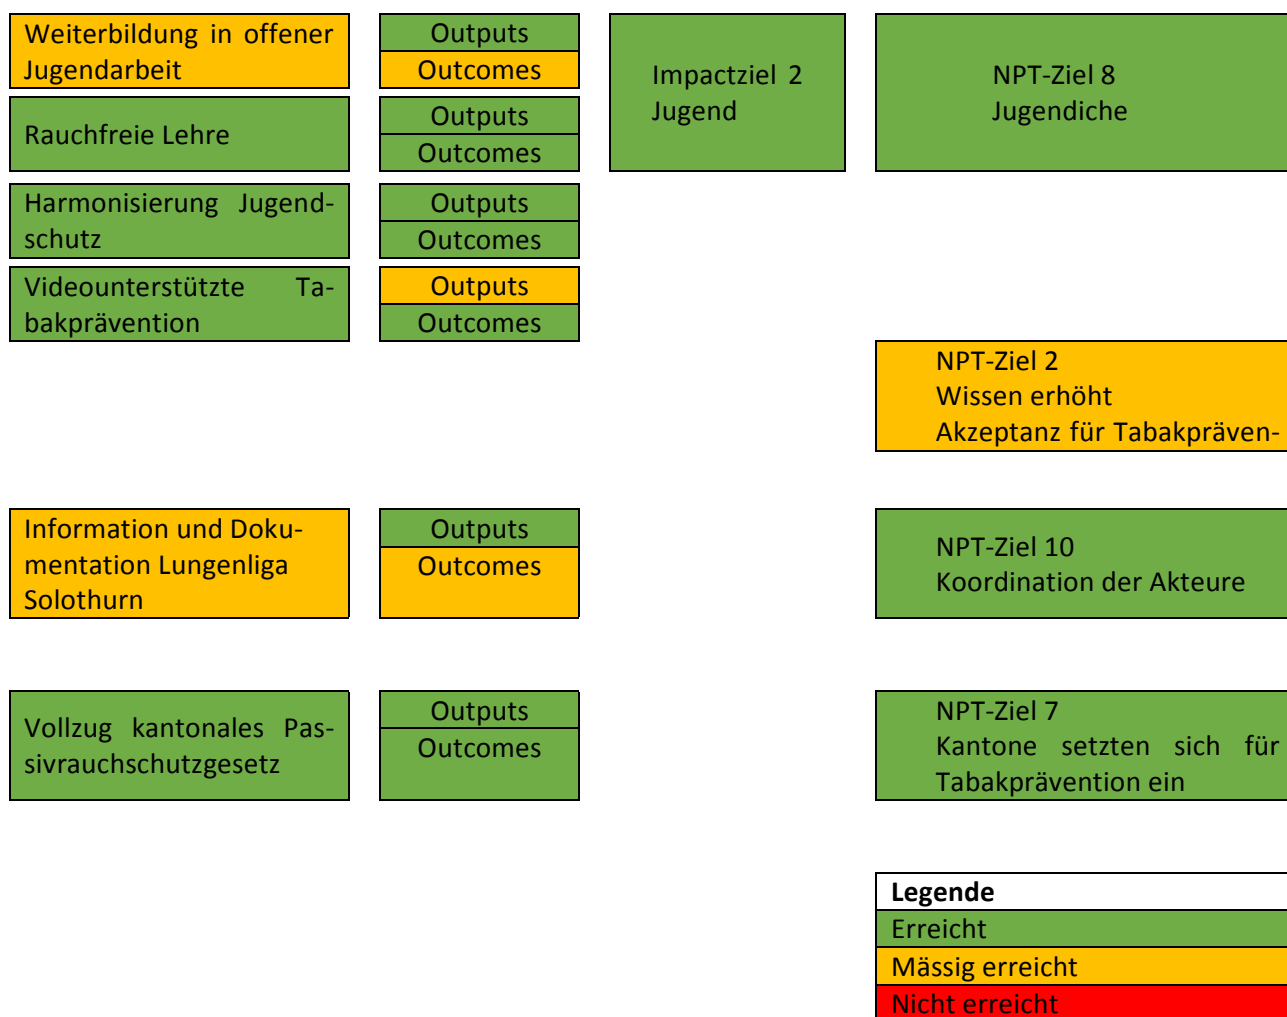 Weiterbildung in offener
Jugendarbeit
Outputs
Outcomes
Impactziel 2
Jugend
NPT-Ziel 8
Jugendiche
Rauchfreie Lehre
Outputs
Outcomes
Harmonisierung Jugend-
schutz
Outputs
Outcomes
Videounterstützte Ta-
bakprävention
Outputs
Outcomes
NPT-Ziel 2
Wissen erhöht
Akzeptanz für Tabakpräven-
Information und Doku-
mentation Lungenliga
Solothurn
Outputs
Outcomes
NPT-Ziel 10
Koordination der Akteure
Vollzug kantonales Pas-
sivrauchschutzgesetz
Outputs
Outcomes
NPT-Ziel 7
Kantone setzten sich für
Tabakprävention ein
Legende
Erreicht
Mässig erreicht
Nicht erreicht